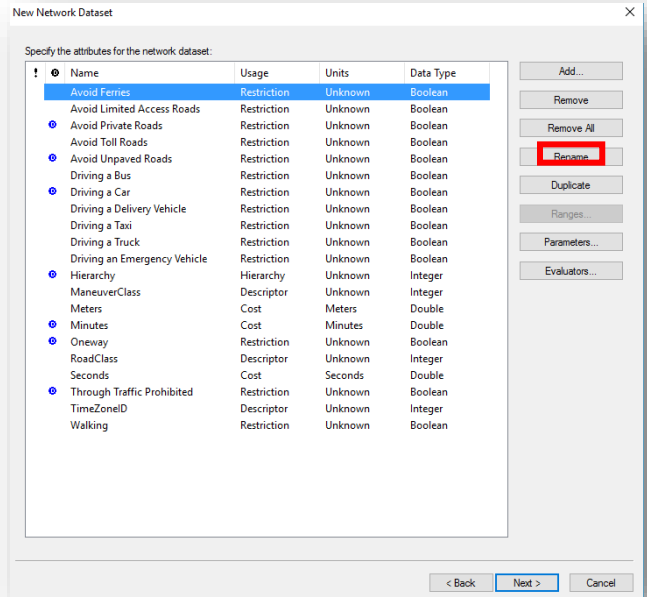 New Network Dataset
Specify the attributes for the network dataset:
! Name Usage Units Data Type
Avoid Ferries Restriction Unknown Boolean
Avoid Limited Access Roads Restriction Unknown Boolean
Avoid Private Roads Restriction Unknown Boolean
Avoid Toll Roads Restriction Unknown Boolean
Avoid Unpaved Roads Restriction Unknown Boolean
Driving a Bus Restriction Unknown Boolean
Driving a Car Restriction Unknown Boolean
Driving a Delivery Vehicle Restriction Unknown Boolean
Driving a Taxi Restriction Unknown Boolean
Driving a Truck Restriction Unknown Boolean
Driving an Emergency Vehicle Restriction Unknown Boolean
Hierarchy Hierarchy Unknown Integer
ManeuverClass Descriptor Unknown Integer
Meters Cost Meters Double
Minutes Cost Minutes Double
Oneway Restriction Unknown Boolean
RoadClass Descriptor Unknown Integer
Seconds Cost Seconds Double
Through Traffic Prohibited Restriction Unknown Boolean
TimeZoneID Descriptor Unknown Integer
Walking Restriction Unknown Boolean
Add...
Remove
Remove All
Rename
Duplicate
Ranges...
Parameters...
Evaluators...
< Back Next > Cancel